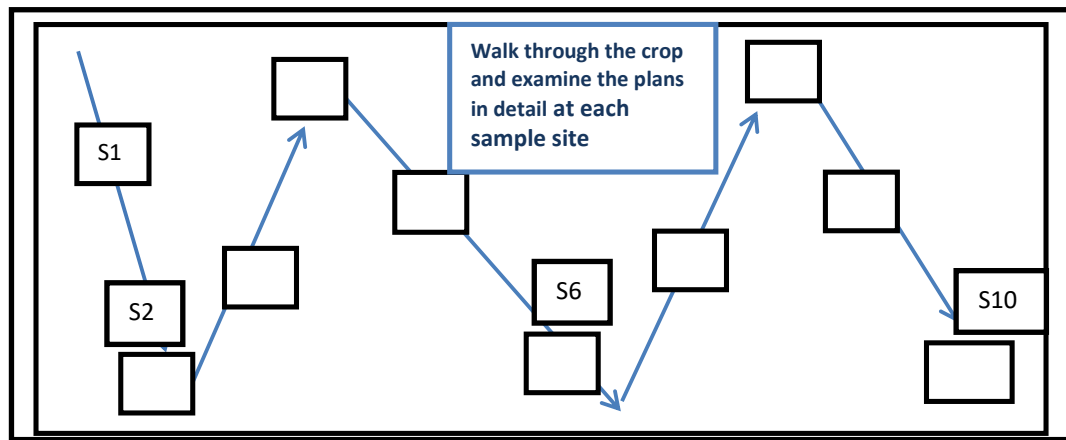 Walk through the crop
and examine the plans
in detail at each
sample site
S1
S2
S6
S10